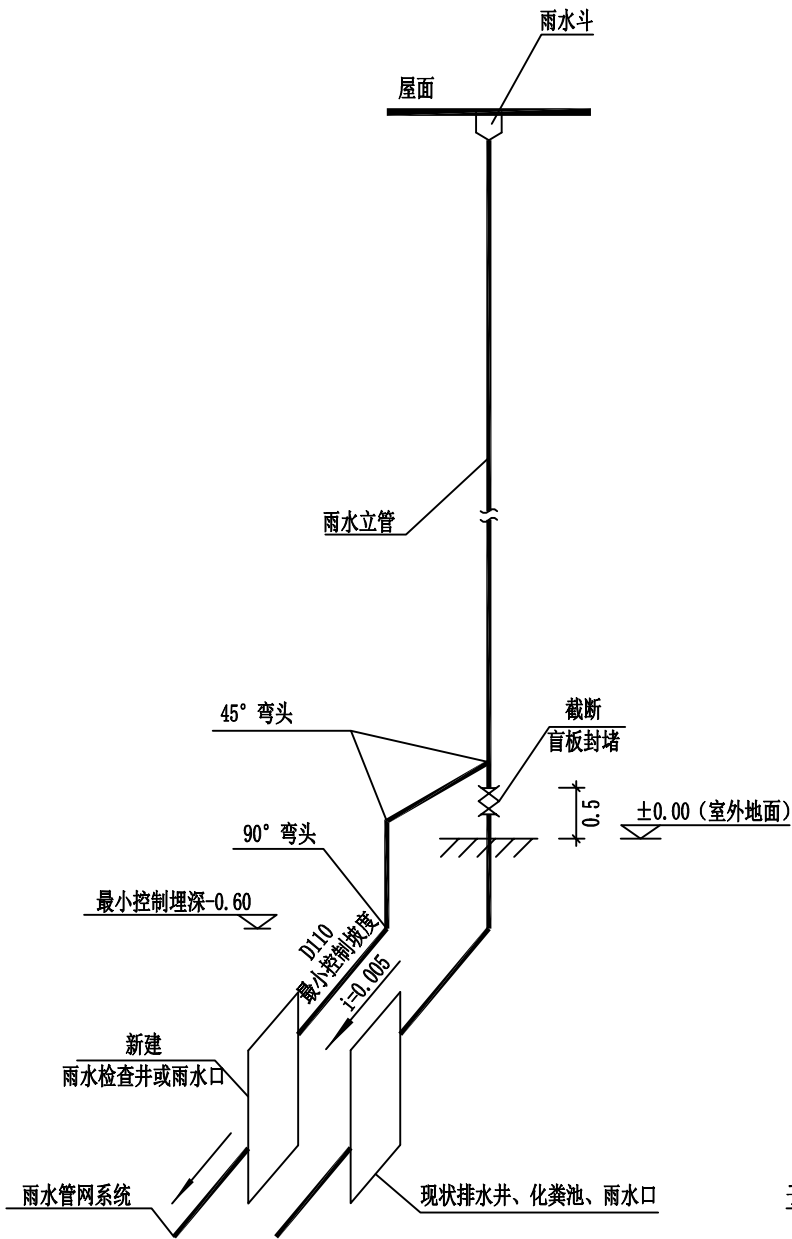 雨水斗
屋面
雨水立管
45°弯头
截断
盲板封堵
0.5
±0.00（室外地面）
90°弯头
最小控制埋深-0.60
D110
最小控制坡度
i=0.005
新建
雨水检查井或雨水口
雨水管网系统
现状排水井、化粪池、雨水口